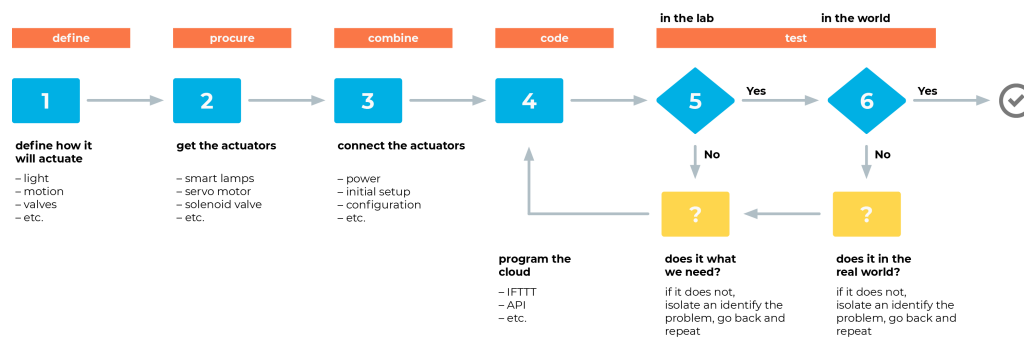 in the lab
in the world
define
procure
combine
code
test
1
2
3
4
5
Yes
6
Yes
define how it
will actuate
– light
– motion
– valves
– etc.
get the actuators
– smart lamps
– servo motor
– solenoid valve
– etc.
connect the actuators
– power
– initial setup
– configuration
– etc.
No
No
?
?
program the
cloud
– IFTTT
– API
– etc.
does it what
we need?
if it does not,
isolate an identify the
problem, go back and
repeat
does it in the
real world?
if it does not,
isolate an identify the
problem, go back and
repeat